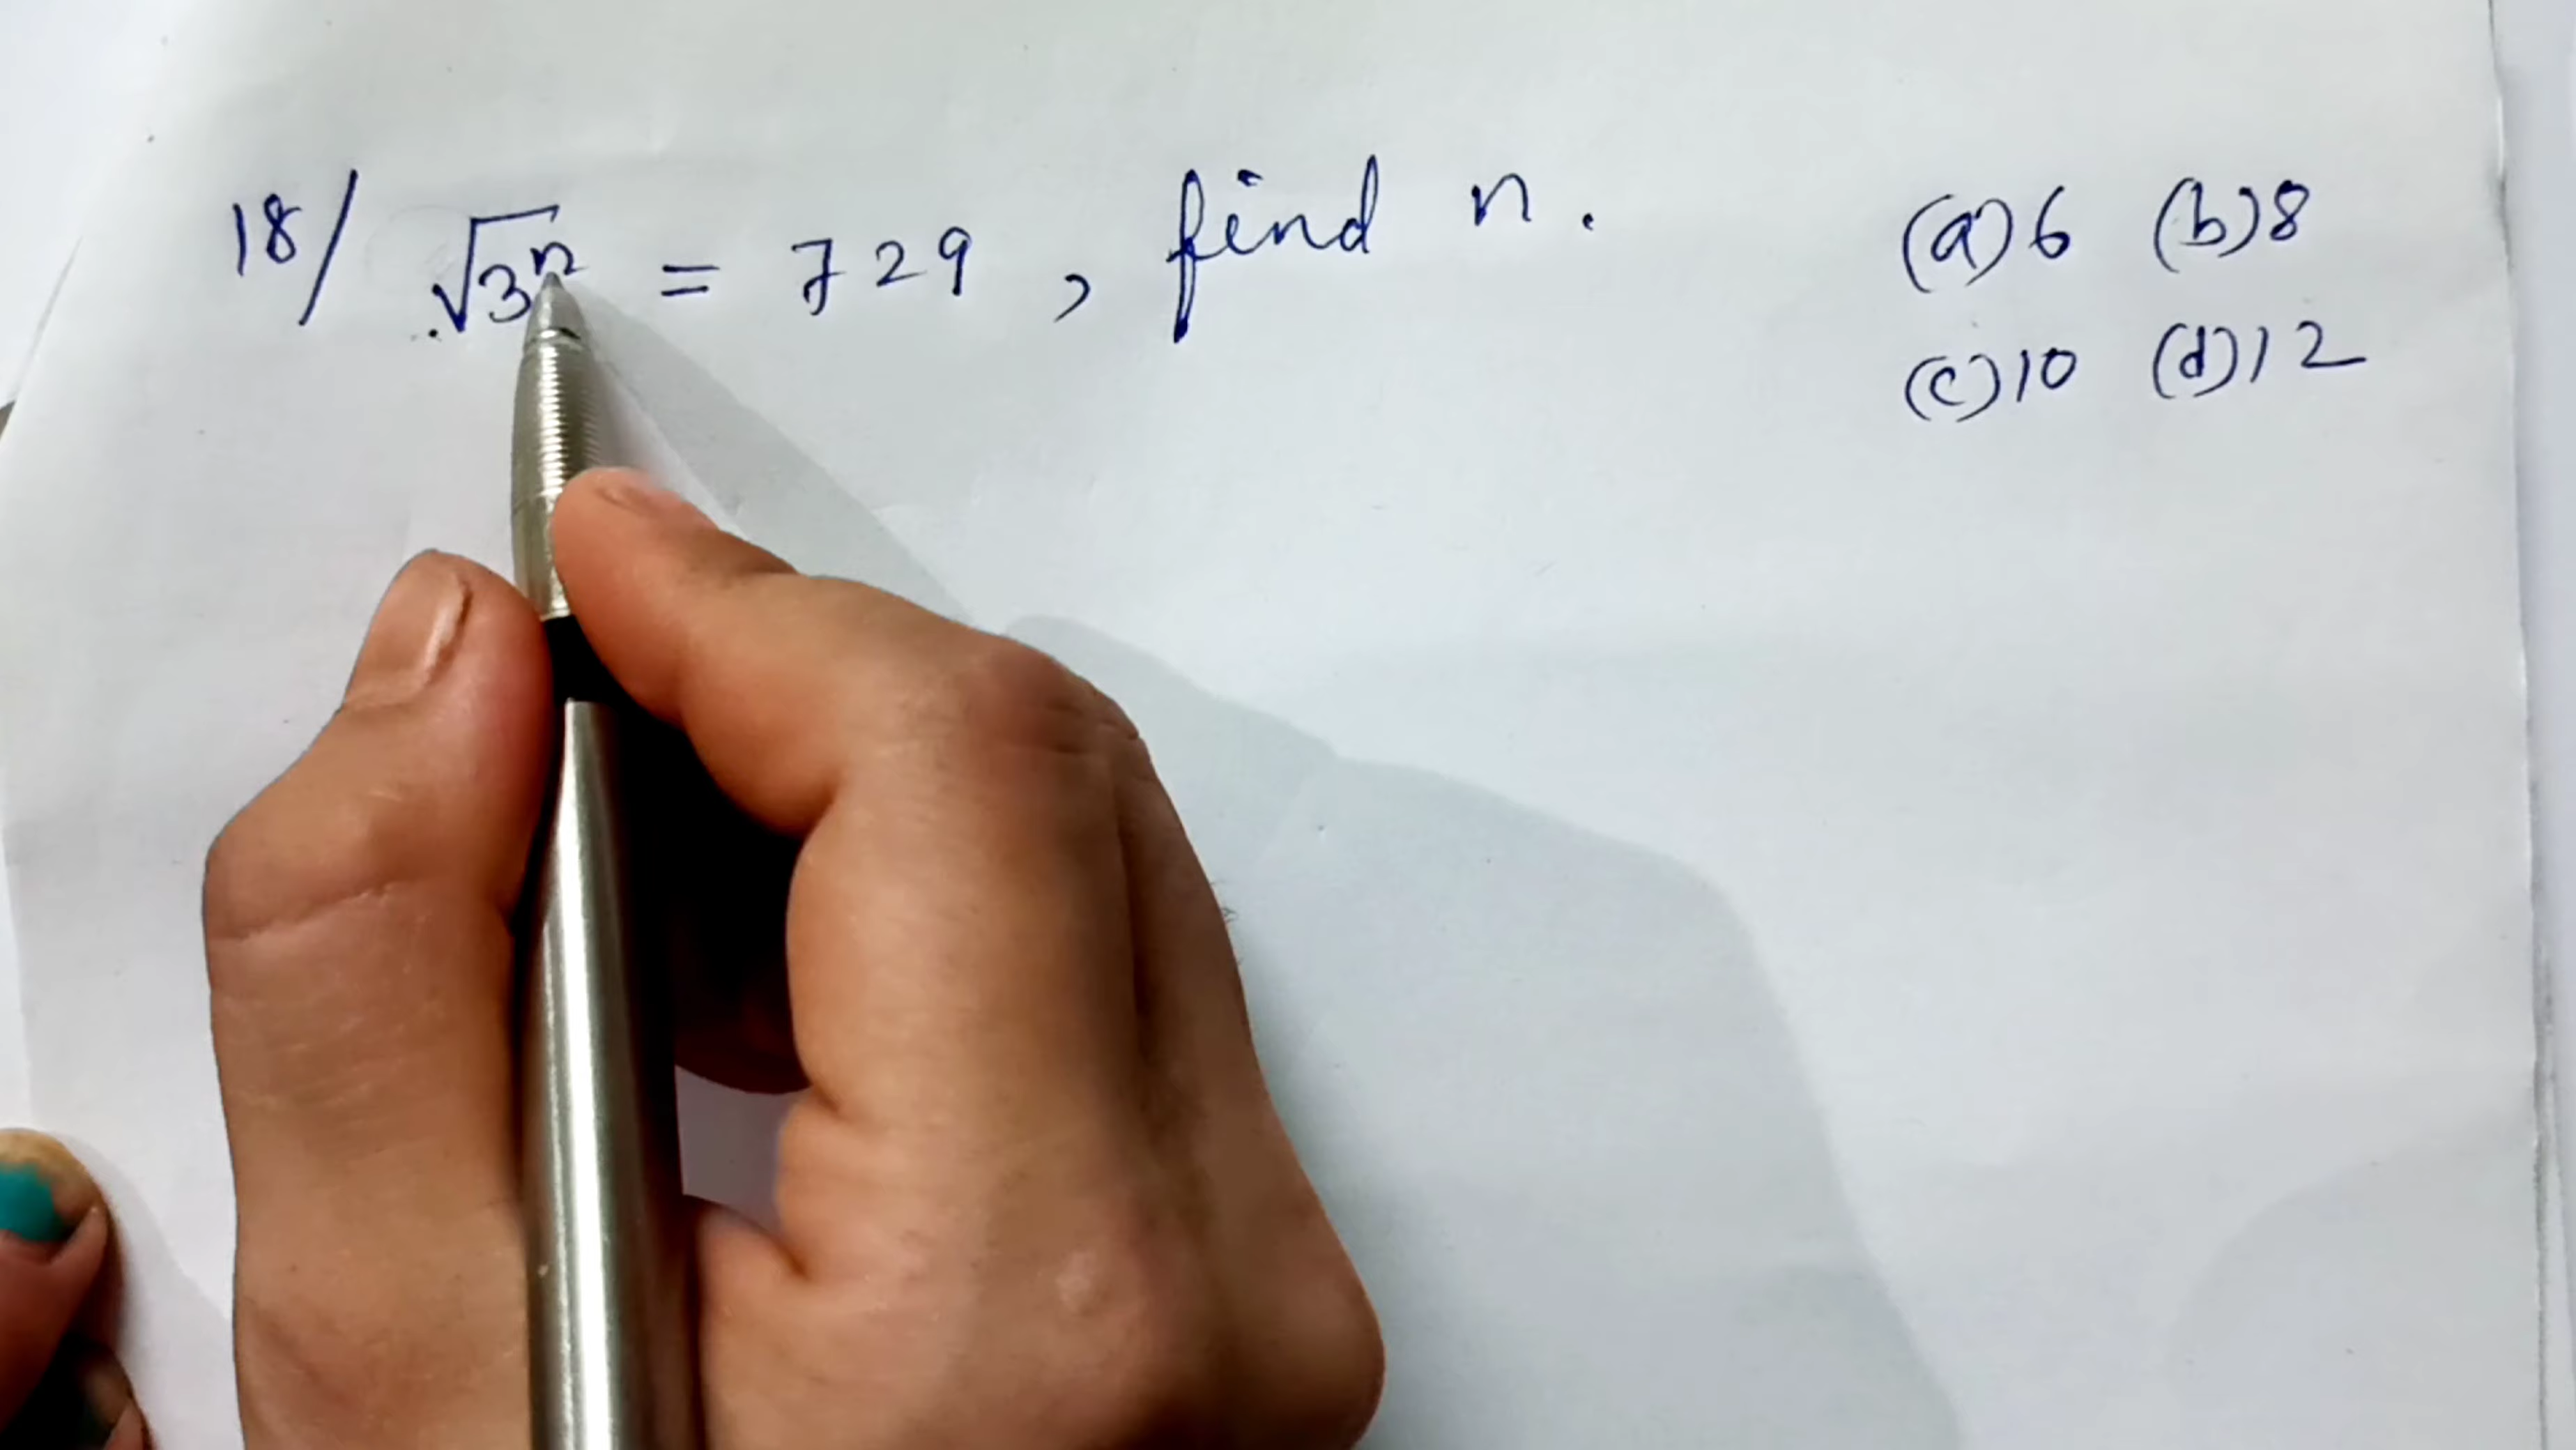 18/ √3ⁿ = 729 , find n. (a) 6 (b) 8
(c) 10 (d) 12